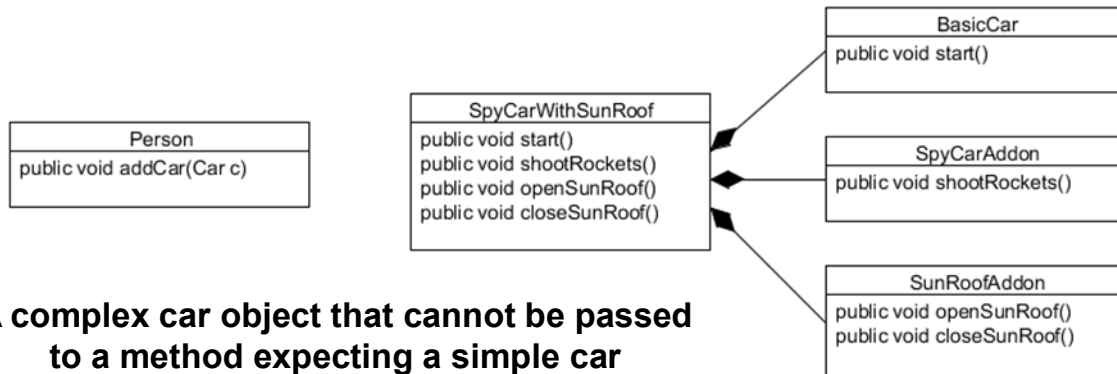 Person
public void addCar(Car c)
SpyCarWithSunRoof
public void start()
public void shootRockets()
public void openSunRoof()
public void closeSunRoof()
BasicCar
public void start()
SpyCarAddon
public void shootRockets()
SunRoofAddon
public void openSunRoof()
public void closeSunRoof()
A complex car object that cannot be passed
to a method expecting a simple car